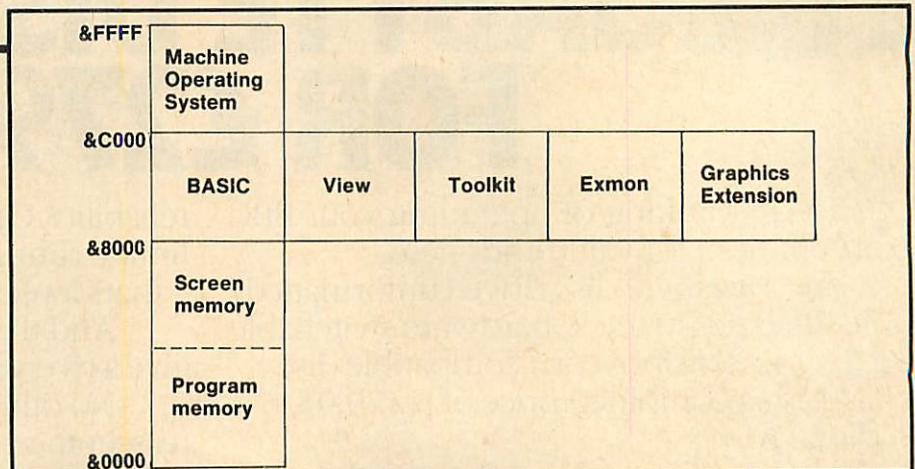 &FFFF
Machine
Operating
System
&C000
BASIC
View
Toolkit
Exmon
Graphics
Extension
&8000
Screen
memory
Program
memory
&0000